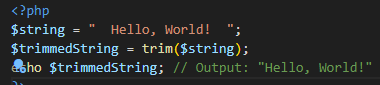 <?php
$string = "  Hello, World!  ";
$trimmedString = trim($string);
echo $trimmedString; // Output: "Hello, World!"
?>